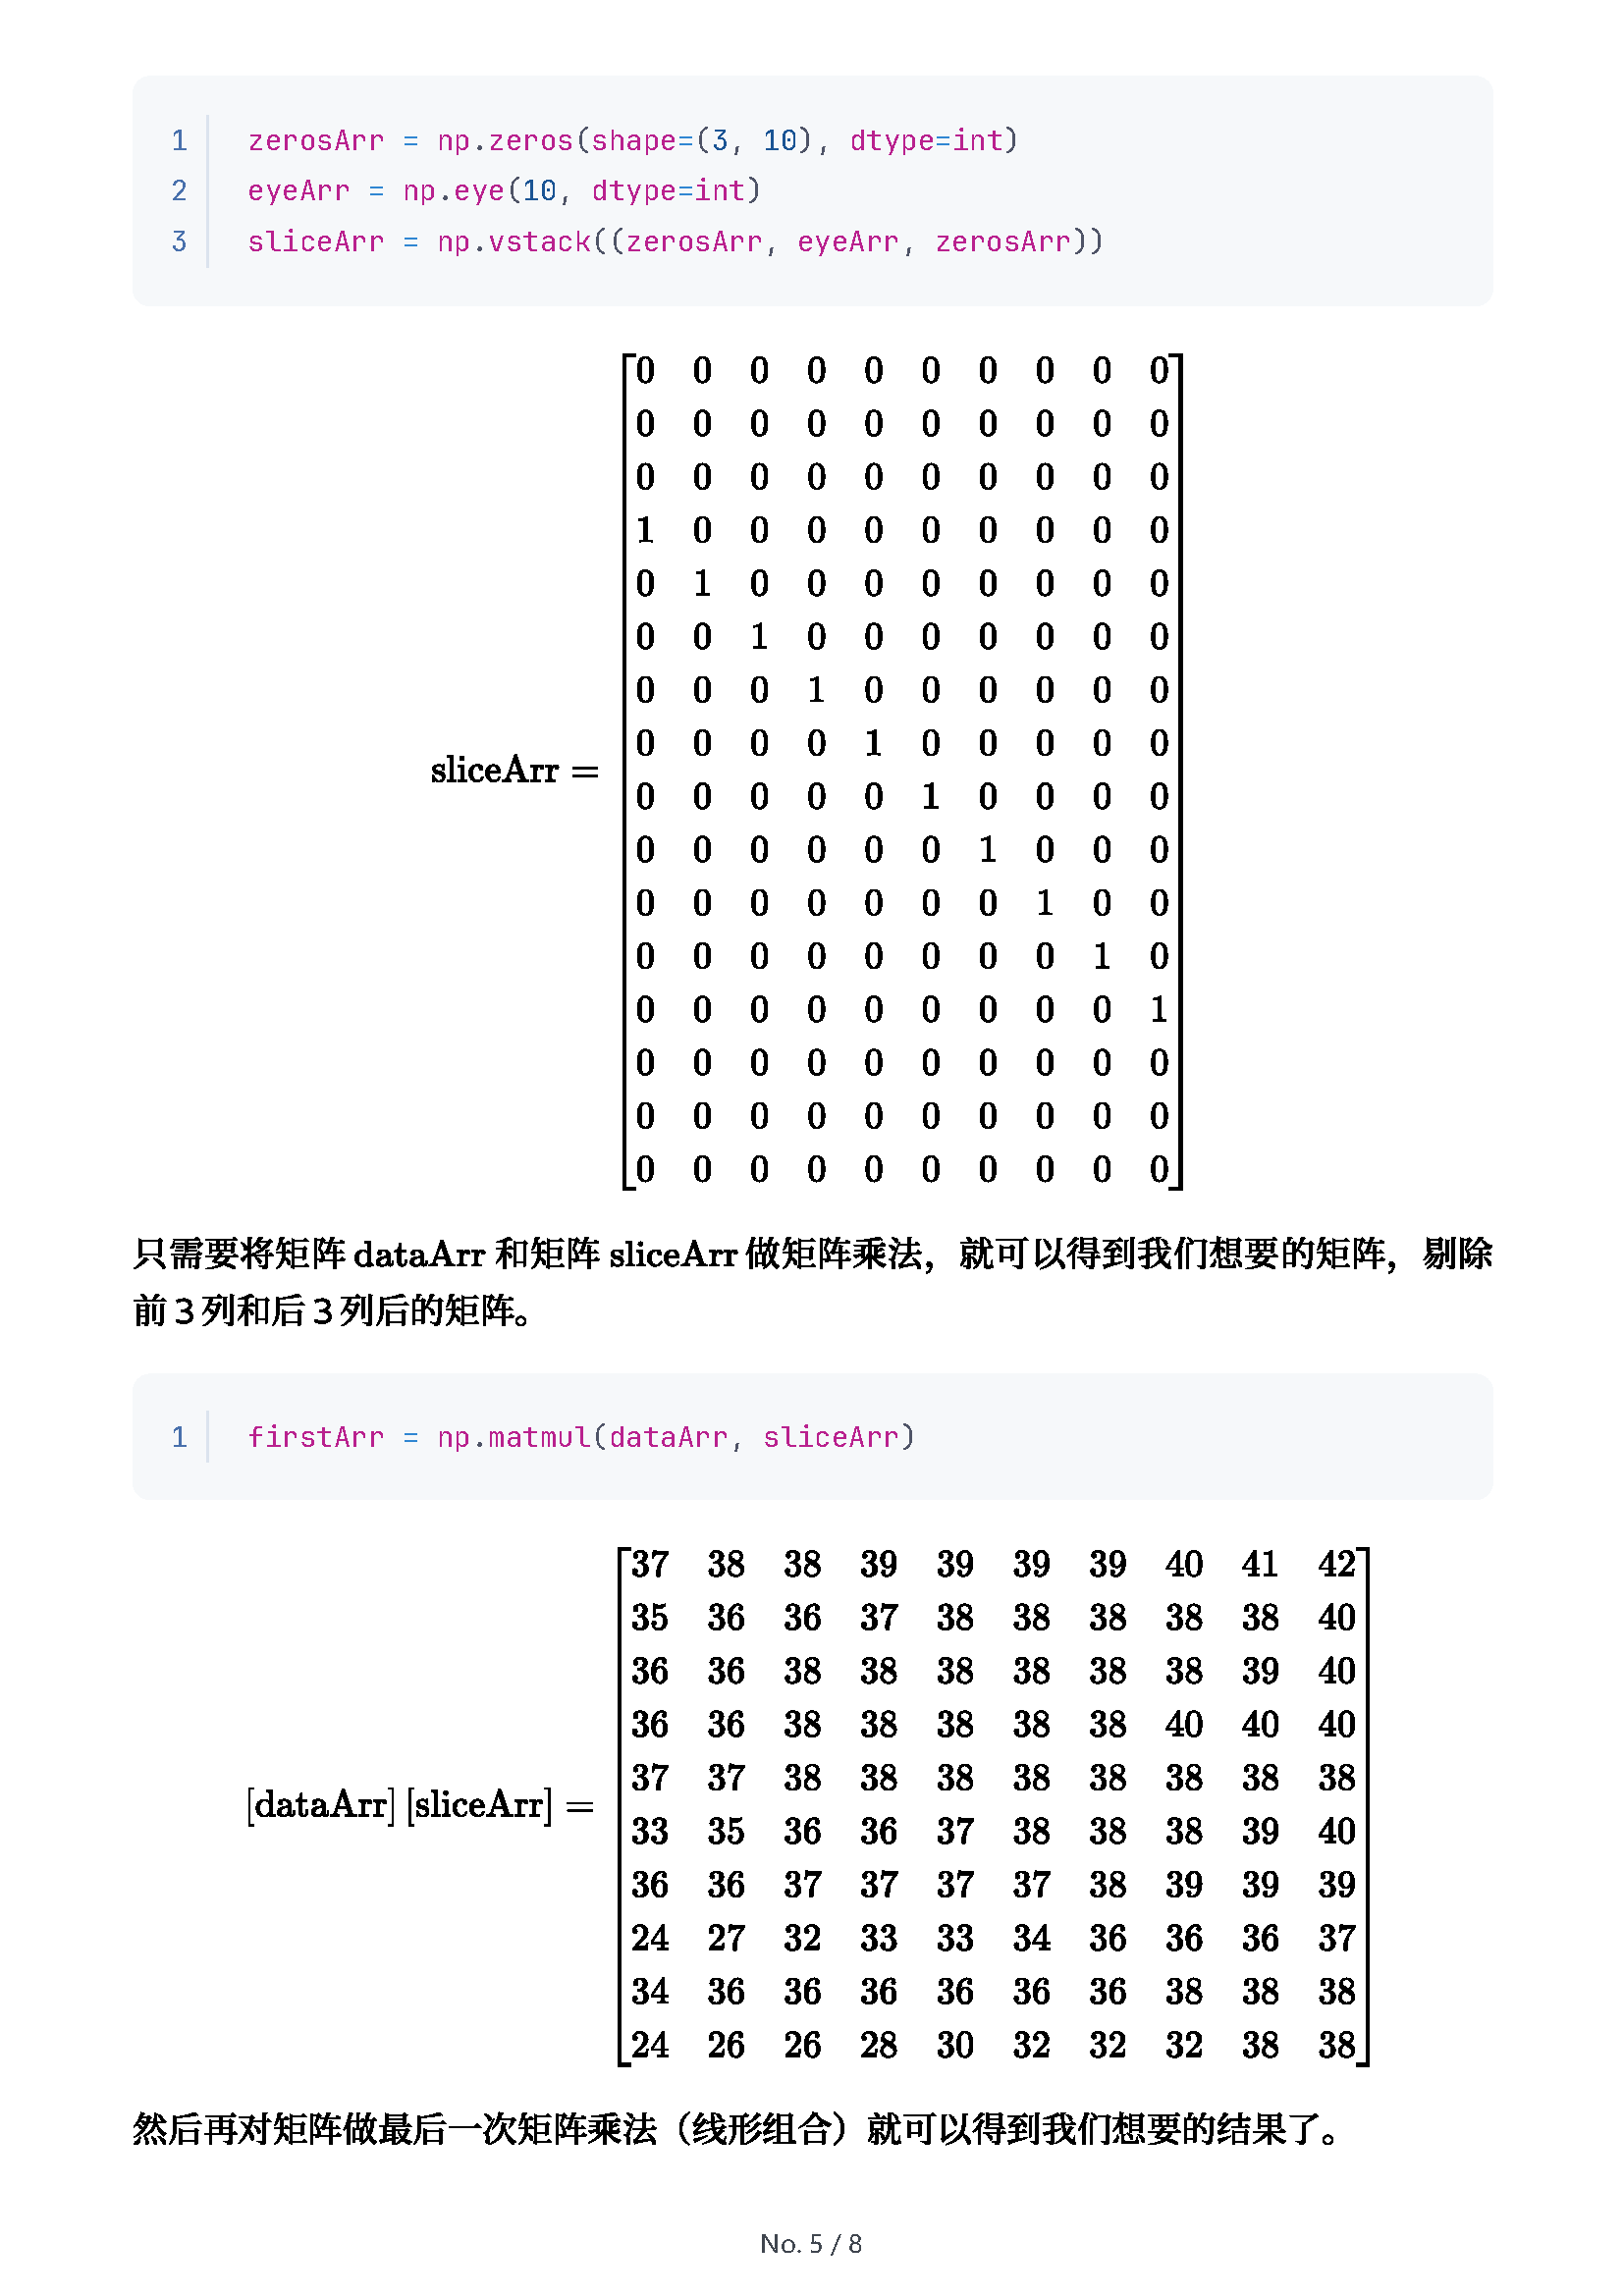 1 zerosArr = np.zeros(shape=(3, 10), dtype=int)
2 eyeArr = np.eye(10, dtype=int)
3 sliceArr = np.vstack((zerosArr, eyeArr, zerosArr))
0 0 0 0 0 0 0 0 0 0
0 0 0 0 0 0 0 0 0 0
0 0 0 0 0 0 0 0 0 0
1 0 0 0 0 0 0 0 0 0
0 1 0 0 0 0 0 0 0 0
0 0 1 0 0 0 0 0 0 0
0 0 0 1 0 0 0 0 0 0
0 0 0 0 1 0 0 0 0 0
sliceArr =
0 0 0 0 0 1 0 0 0 0
0 0 0 0 0 0 1 0 0 0
0 0 0 0 0 0 0 1 0 0
0 0 0 0 0 0 0 0 1 0
0 0 0 0 0 0 0 0 0 1
0 0 0 0 0 0 0 0 0 0
0 0 0 0 0 0 0 0 0 0
0 0 0 0 0 0 0 0 0 0
只需要将矩阵 dataArr 和矩阵 sliceArr 做矩阵乘法，就可以得到我们想要的矩阵，剔除
前 3 列和后 3 列后的矩阵。
1 firstArr = np.matmul(dataArr, sliceArr)
37 38 38 39 39 39 39 40 41 42
35 36 36 37 38 38 38 38 38 40
36 36 38 38 38 38 38 38 39 40
36 36 38 38 38 38 38 40 40 40
37 37 38 38 38 38 38 38 38 38
[dataArr] [sliceArr] =
33 35 36 36 37 38 38 38 39 40
36 36 37 37 37 37 38 39 39 39
24 27 32 33 33 34 36 36 36 37
34 36 36 36 36 36 36 38 38 38
24 26 26 28 30 32 32 32 38 38
然后再对矩阵做最后一次矩阵乘法（线形组合）就可以得到我们想要的结果了。
No. 5 / 8